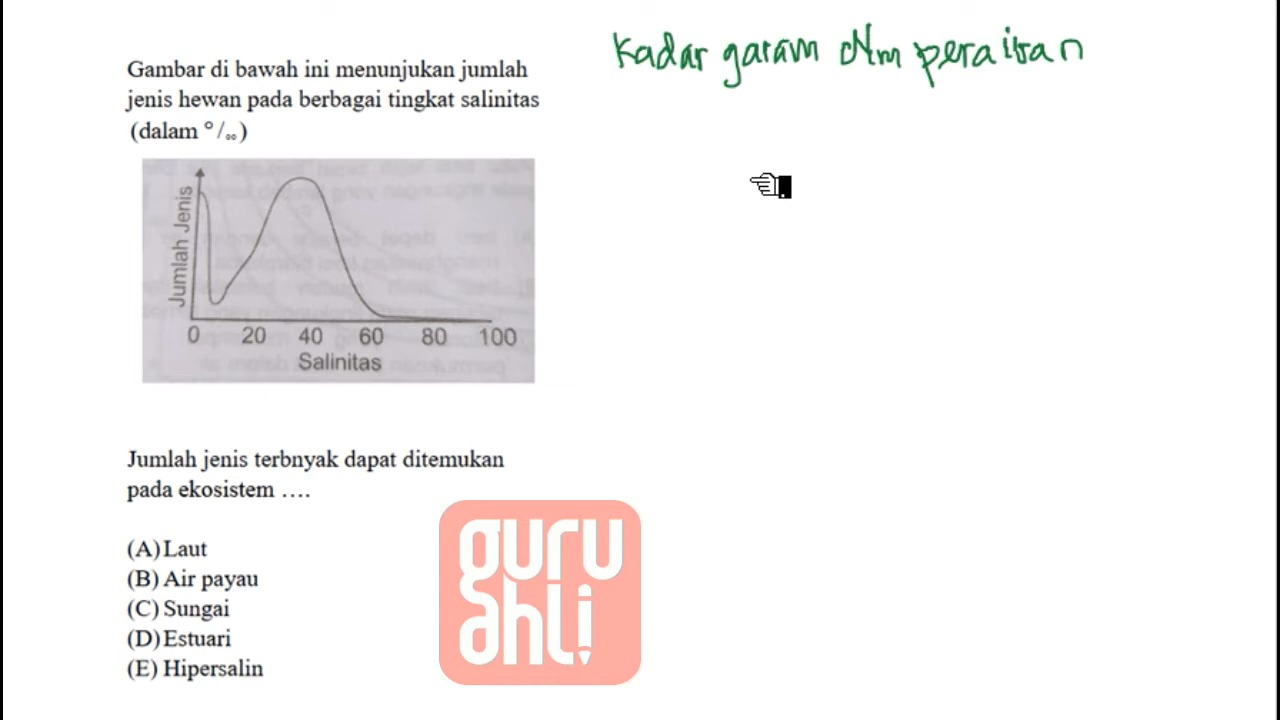 Kadar garam dlm perairan
Gambar di bawah ini menunjukan jumlah
jenis hewan pada berbagai tingkat salinitas
(dalam °/∞)
Jumlah Jenis
0 20 40 60 80 100
Salinitas
Jumlah jenis terbnyak dapat ditemukan
pada ekosistem ....
(A) Laut
(B) Air payau
(C) Sungai
(D) Estuari
(E) Hipersalin
guru
ahli